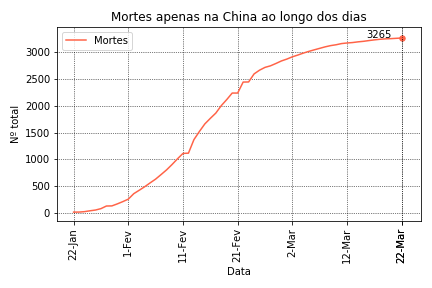 Mortes apenas na China ao longo dos dias
Mortes
3265
Nº total
3000
2500
2000
1500
1000
500
0
22-Jan
1-Fev
11-Fev
21-Fev
2-Mar
12-Mar
22-Mar
Data